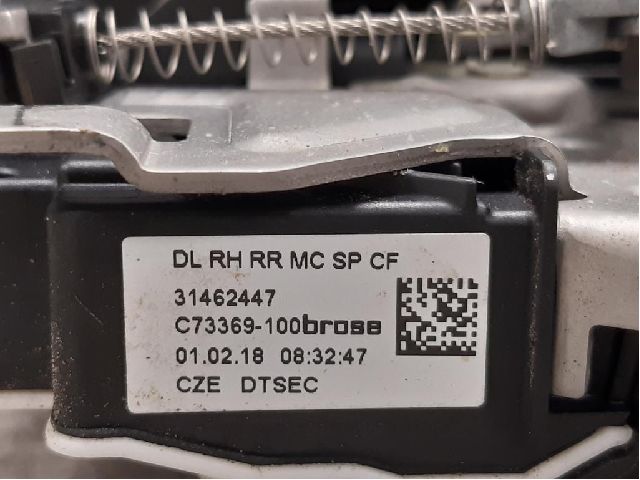 DL RH RR MC SP CF
31462447
C73369-100brose
01.02.18 08:32:47
CZE DTSEC